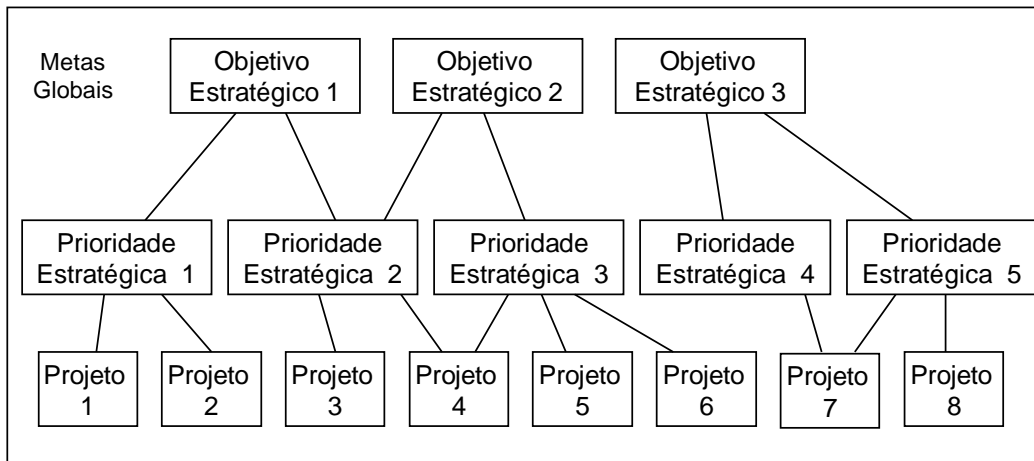 Metas
Globais
Objetivo
Estratégico 1
Objetivo
Estratégico 2
Objetivo
Estratégico 3
Prioridade
Estratégica 1
Prioridade
Estratégica 2
Prioridade
Estratégica 3
Prioridade
Estratégica 4
Prioridade
Estratégica 5
Projeto
1
Projeto
2
Projeto
3
Projeto
4
Projeto
5
Projeto
6
Projeto
7
Projeto
8